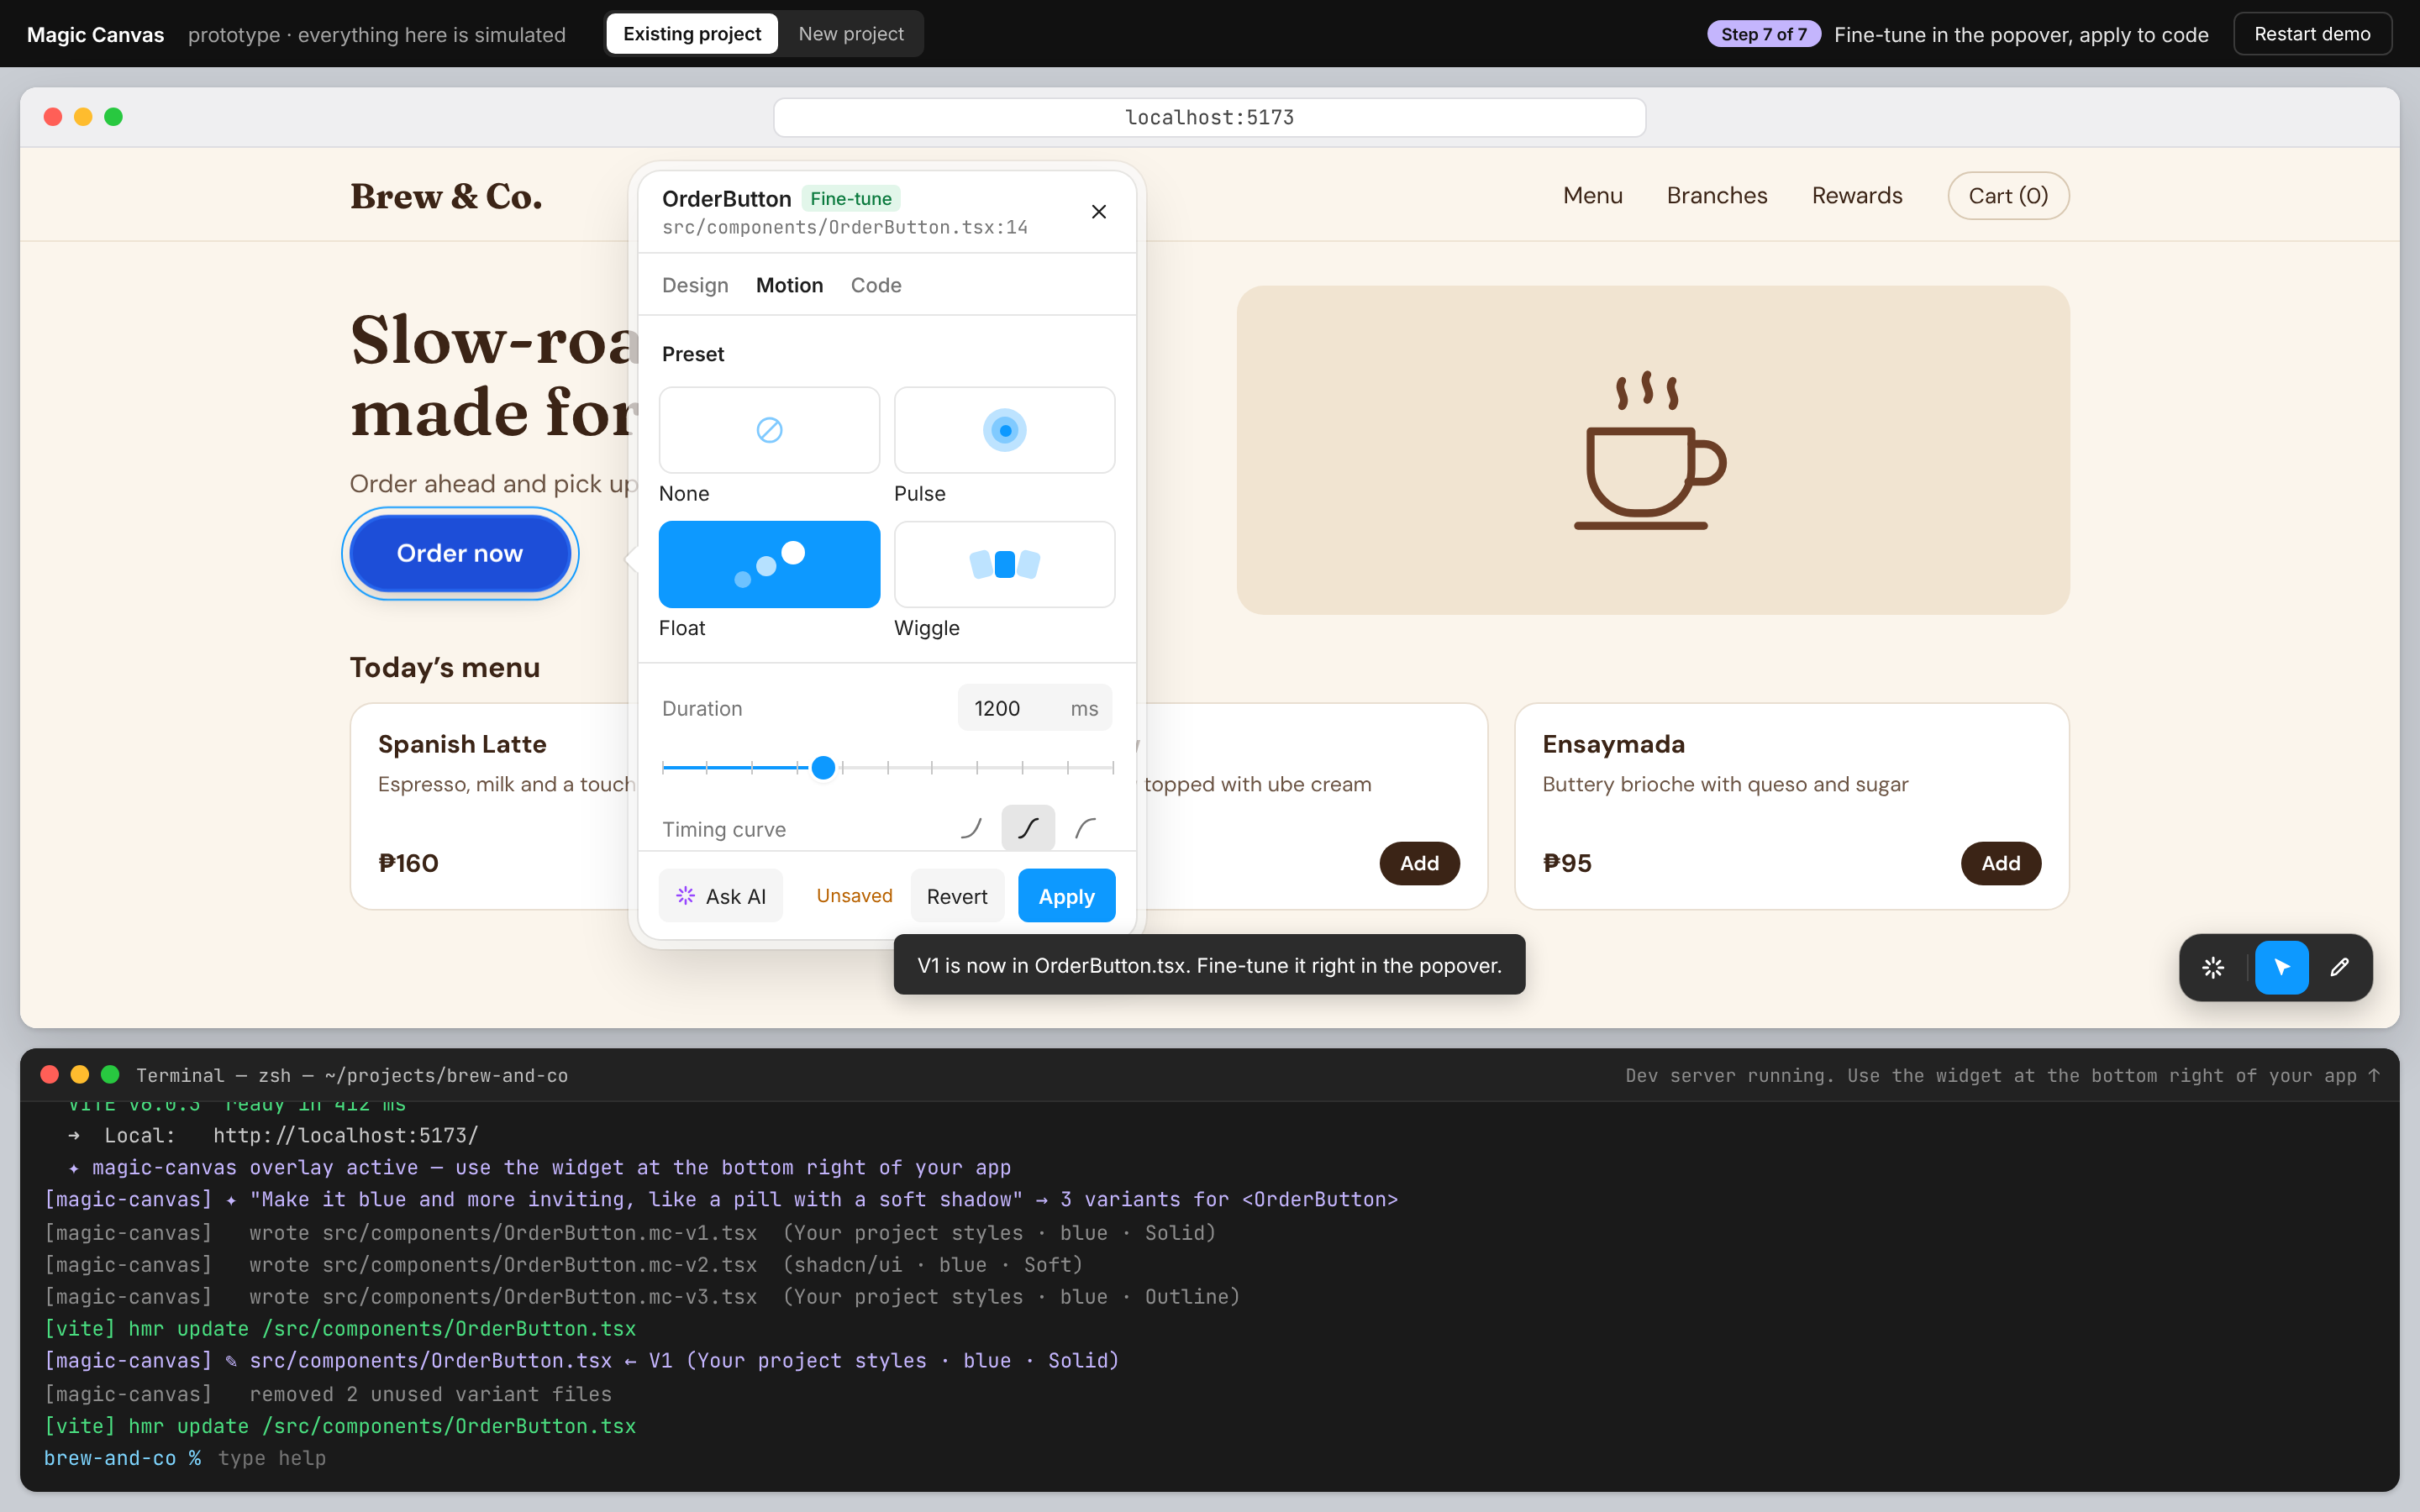 Magic Canvas prototype · everything here is simulated Existing project New project Step 7 of 7 Fine-tune in the popover, apply to code Restart demo
localhost:5173
Brew & Co.
Menu Branches Rewards Cart (0)
OrderButton Fine-tune
src/components/OrderButton.tsx:14
Design Motion Code
Slow-roa
made for
Order ahead and pick up
Order now
Preset
None Pulse
Float Wiggle
Duration 1200 ms
Timing curve
Ask AI Unsaved Revert Apply
Today’s menu
Spanish Latte
Espresso, milk and a touch
₱160
topped with ube cream
Add
Ensaymada
Buttery brioche with queso and sugar
₱95 Add
V1 is now in OrderButton.tsx. Fine-tune it right in the popover.
Terminal — zsh — ~/projects/brew-and-co Dev server running. Use the widget at the bottom right of your app ↑
VITE v6.0.3 ready in 412 ms
➜ Local: http://localhost:5173/
✦ magic-canvas overlay active — use the widget at the bottom right of your app
[magic-canvas] ✦ "Make it blue and more inviting, like a pill with a soft shadow" → 3 variants for <OrderButton>
[magic-canvas] wrote src/components/OrderButton.mc-v1.tsx (Your project styles · blue · Solid)
[magic-canvas] wrote src/components/OrderButton.mc-v2.tsx (shadcn/ui · blue · Soft)
[magic-canvas] wrote src/components/OrderButton.mc-v3.tsx (Your project styles · blue · Outline)
[vite] hmr update /src/components/OrderButton.tsx
[magic-canvas] ✎ src/components/OrderButton.tsx ← V1 (Your project styles · blue · Solid)
[magic-canvas] removed 2 unused variant files
[vite] hmr update /src/components/OrderButton.tsx
brew-and-co % type help